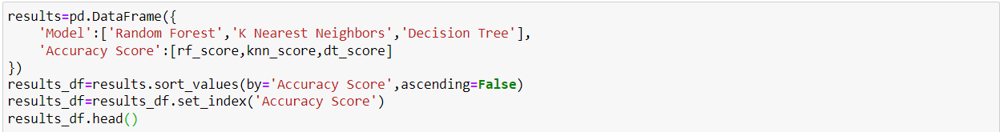 results=pd.DataFrame({
    'Model':['Random Forest','K Nearest Neighbors','Decision Tree'],
    'Accuracy Score':[rf_score,knn_score,dt_score]
})
results_df=results.sort_values(by='Accuracy Score',ascending=False)
results_df=results_df.set_index('Accuracy Score')
results_df.head()